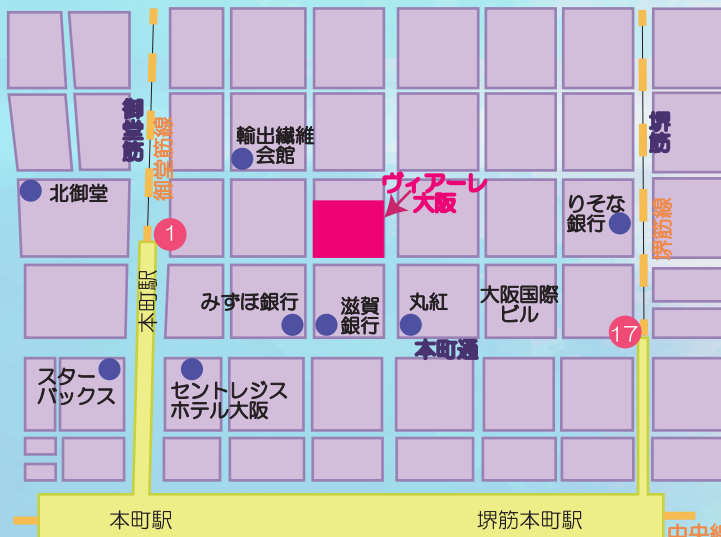 御堂筋
御堂筋線
輸出繊維
会館
堺筋
堺筋線
北御堂
ヴィアーレ
大阪
りそな
銀行
1
本町駅
みずほ銀行
滋賀
銀行
丸紅
大阪国際
ビル
17
本町通
スター
バックス
セントレジス
ホテル大阪
本町駅
堺筋本町駅
中央線